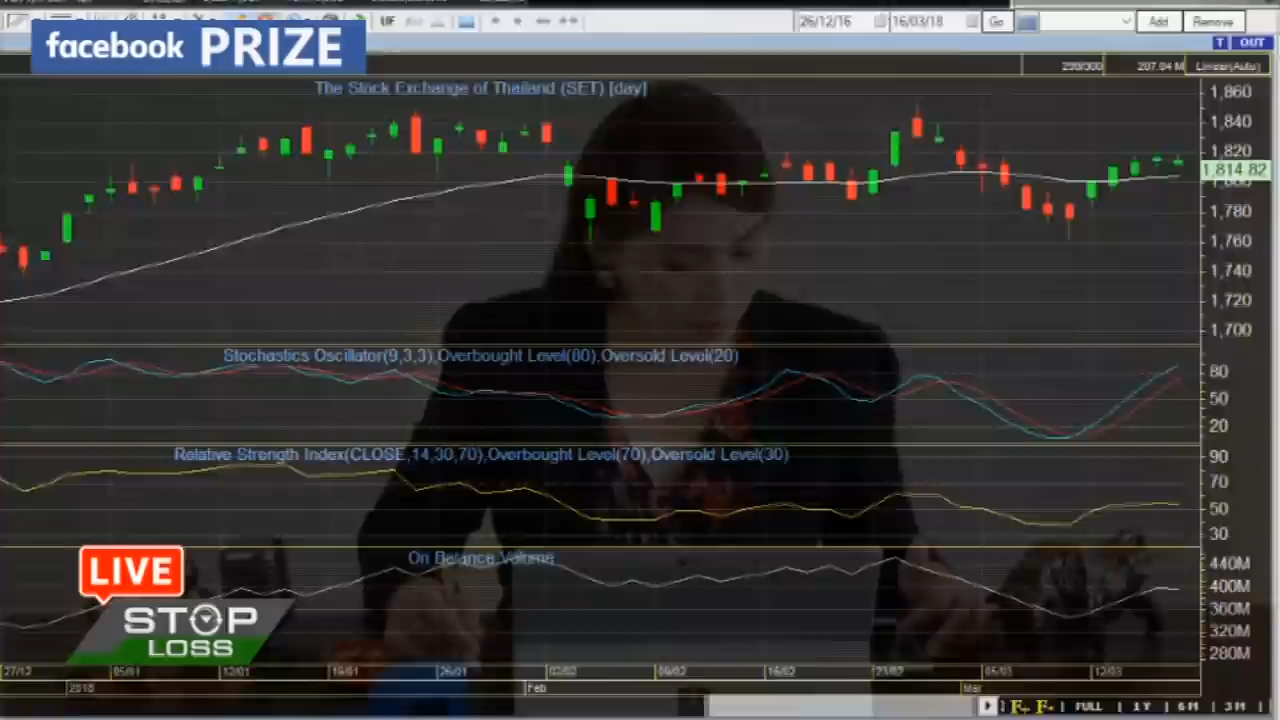 UF
26/12/16
16/03/18
Go
Add
Remove
facebook PRIZE
T
OUT
299/300
207.04 M
Linear(Auto)
The Stock Exchange of Thailand (SET) [day]
1,860
1,840
1,820
1,814.82
1,780
1,760
1,740
1,720
1,700
Stochastics Oscillator(9,3,3),Overbought Level(80),Oversold Level(20)
80
50
20
Relative Strength Index(CLOSE,14,30,70),Overbought Level(70),Oversold Level(30)
90
70
50
30
On Balance Volume
440M
400M
360M
320M
280M
LIVE
STOP
LOSS
27/12
05/01
12/01
19/01
26/01
02/02
09/02
16/02
23/02
05/03
12/03
2018
Feb
Mar
F+ F- | FULL | 1 Y | 6 M | 3 M |